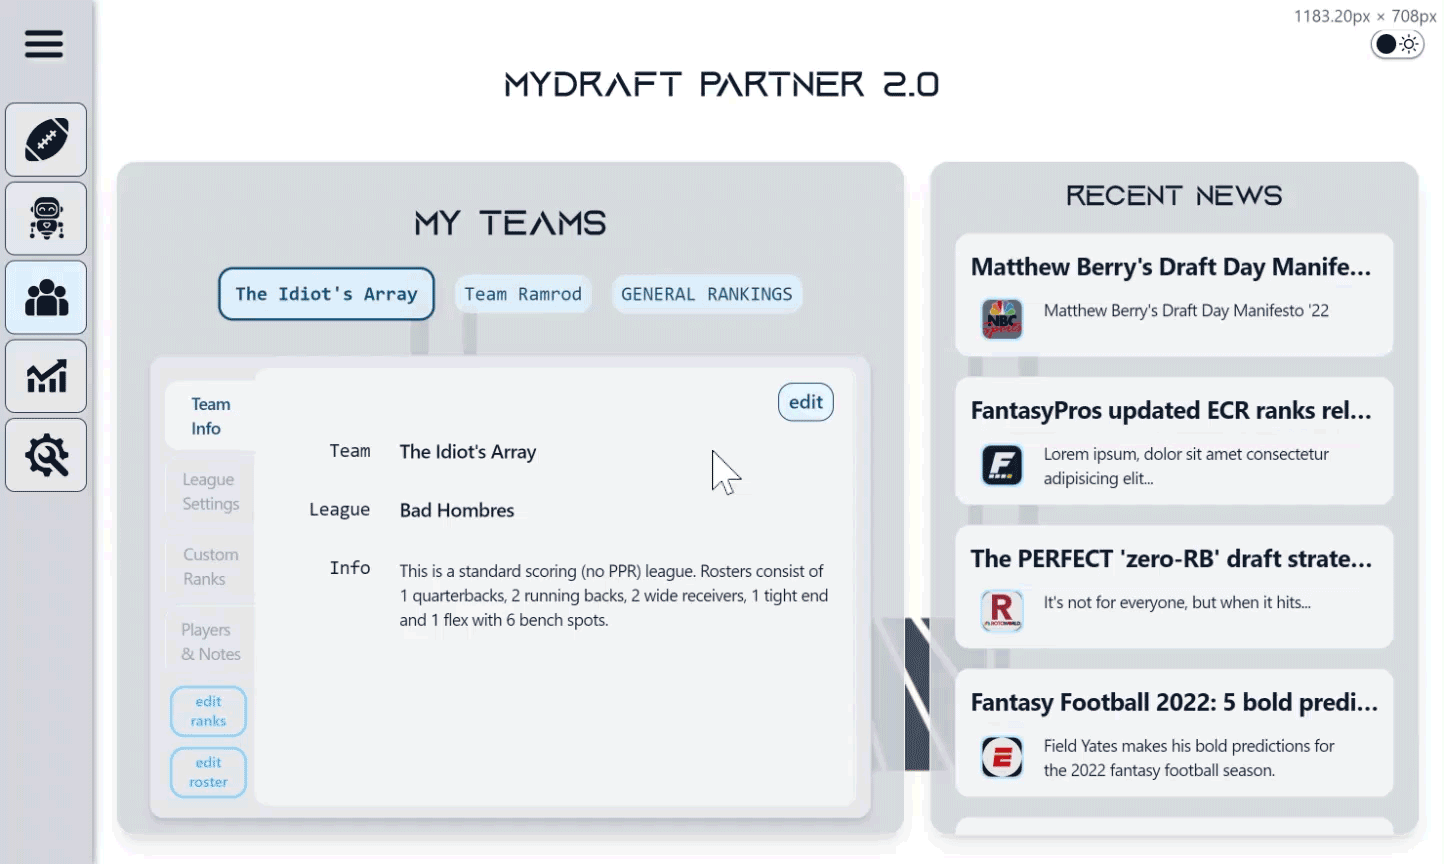 1183.20px × 708px
MYDRAFT PARTNER 2.0
MY TEAMS
The Idiot's Array
Team Ramrod
GENERAL RANKINGS
Team
Info
League
Settings
Custom
Ranks
Players
& Notes
edit
ranks
edit
roster
edit
Team
The Idiot's Array
League
Bad Hombres
Info
This is a standard scoring (no PPR) league. Rosters consist of
1 quarterbacks, 2 running backs, 2 wide receivers, 1 tight end
and 1 flex with 6 bench spots.
RECENT NEWS
Matthew Berry's Draft Day Manife...
NBC
Sports
Matthew Berry's Draft Day Manifesto '22
FantasyPros updated ECR ranks rel...
F
Lorem ipsum, dolor sit amet consectetur
adipisicing elit...
The PERFECT 'zero-RB' draft strate...
R
It's not for everyone, but when it hits...
Fantasy Football 2022: 5 bold predi...
E
Field Yates makes his bold predictions for
the 2022 fantasy football season.